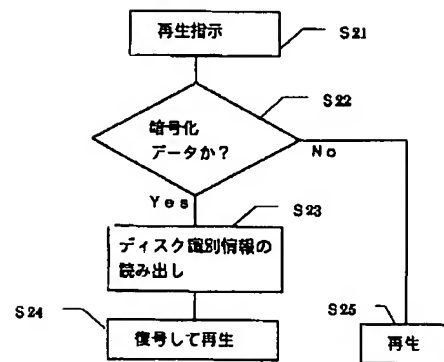 再生指示
S21
S22
暗号化
データか？
No
Yes
S23
ディスク識別情報の
読み出し
S24
復号して再生
S25
再生